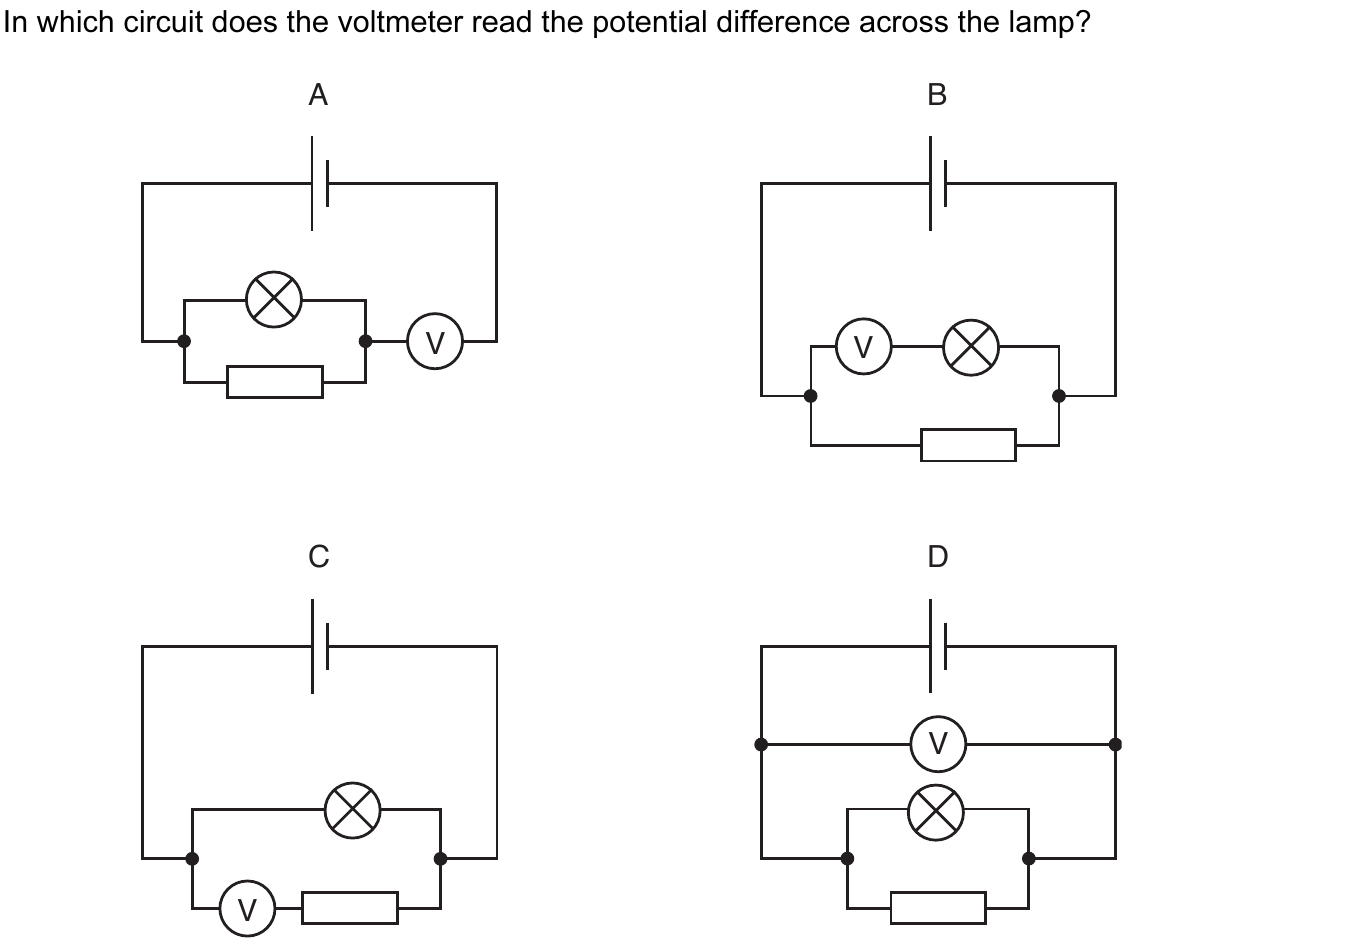 In which circuit does the voltmeter read the potential difference across the lamp?
A
B
V
V
C
D
V
V